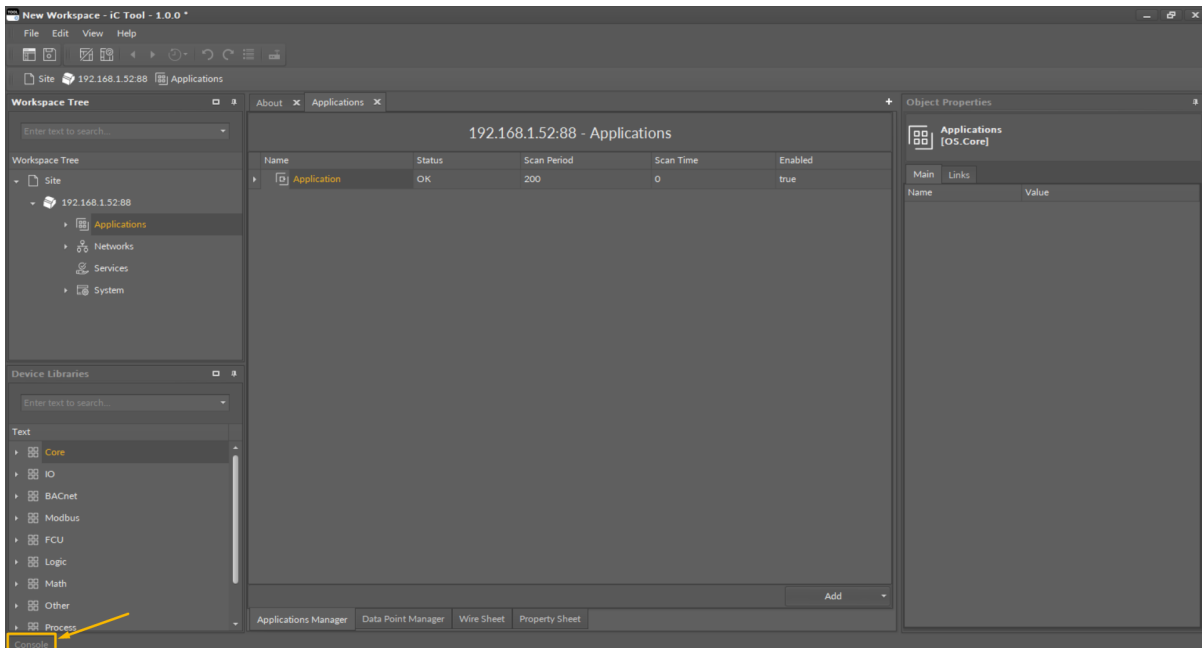 New Workspace - iC Tool - 1.0.0 *
File Edit View Help
Site 192.168.1.52:88 Applications
Workspace Tree
Enter text to search...
Workspace Tree
Site
192.168.1.52:88
Applications
Networks
Services
System
Device Libraries
Enter text to search...
Text
Core
IO
BACnet
Modbus
FCU
Logic
Math
Other
Process
Console
About Applications
192.168.1.52:88 - Applications
Name Status Scan Period Scan Time Enabled
Application OK 200 0 true
Add
Applications Manager Data Point Manager Wire Sheet Property Sheet
Object Properties
Applications
[OS.Core]
Main Links
Name Value